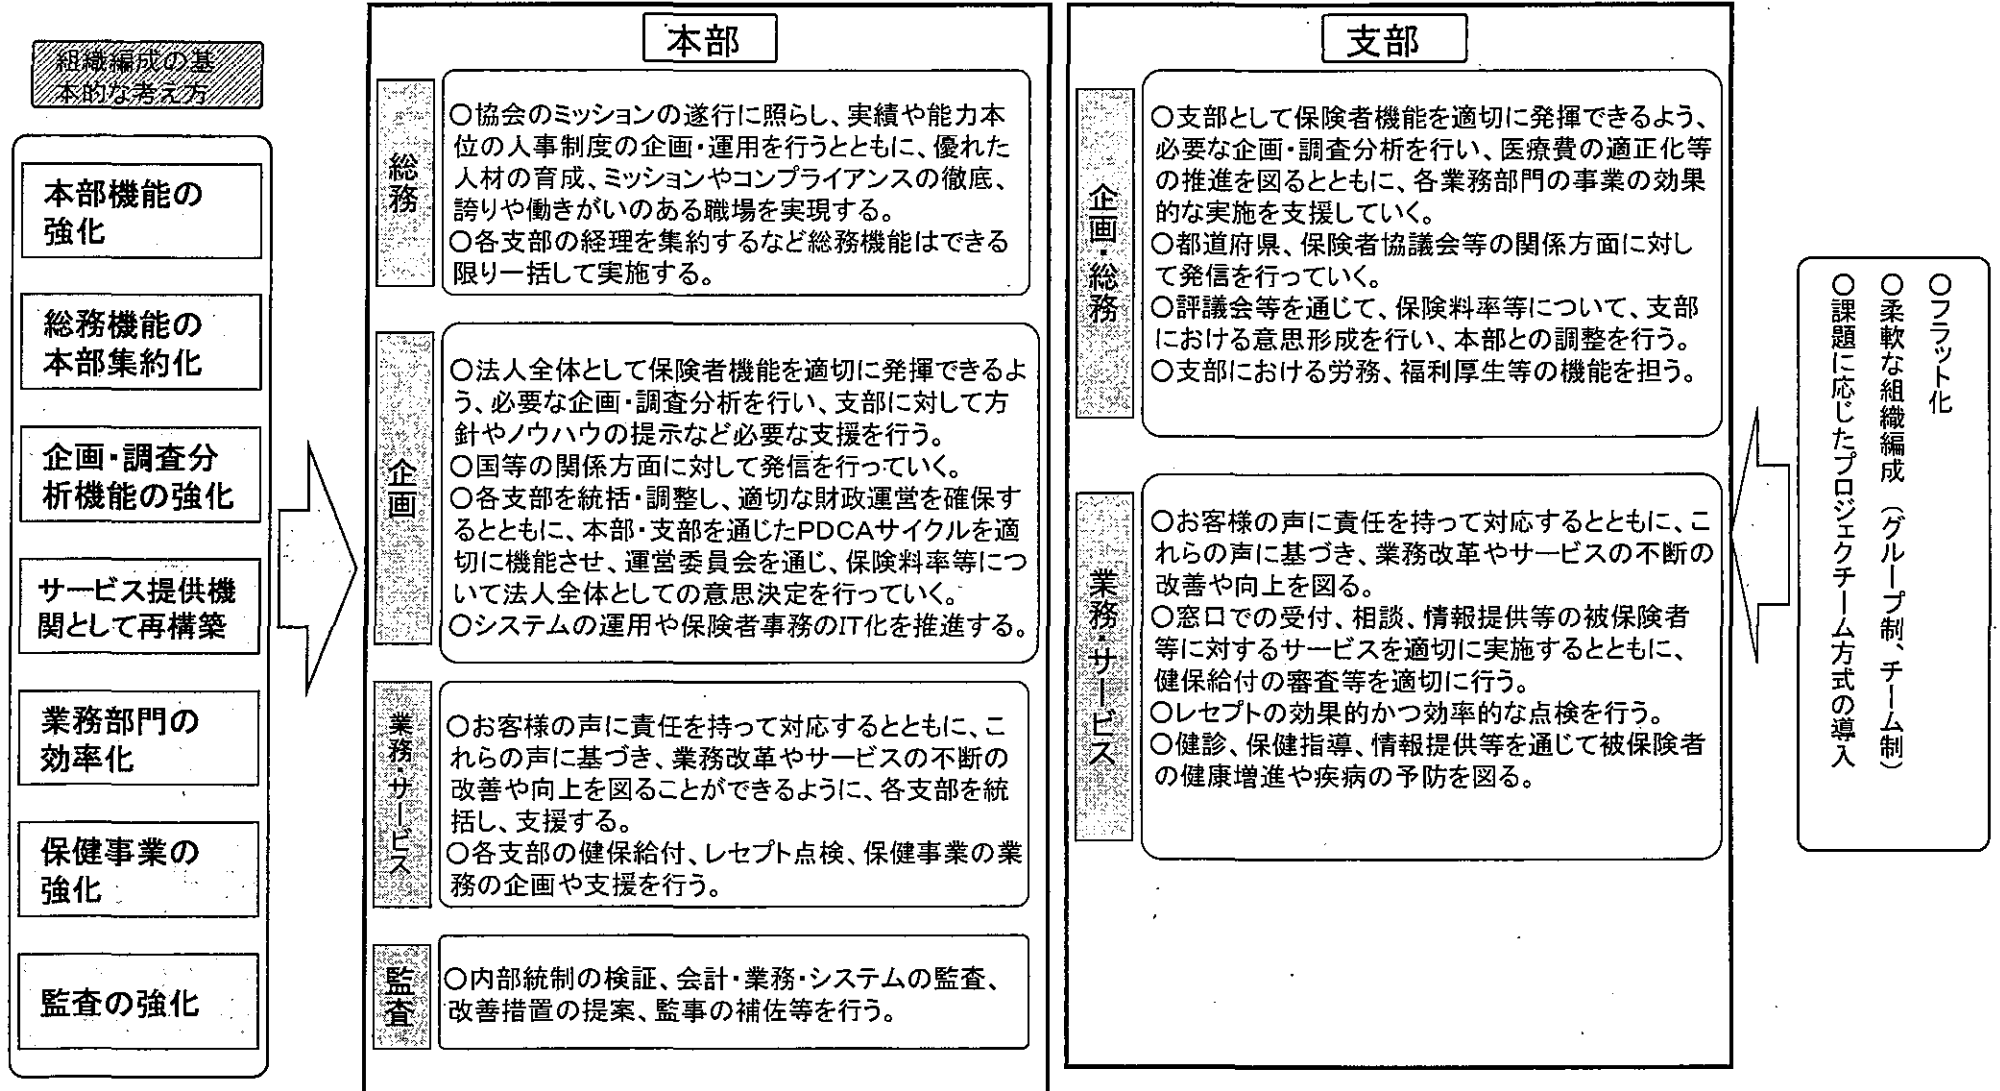 組織編成の基
本的な考え方
本部機能の
強化
総務機能の
本部集約化
企画・調査分
析機能の強化
サービス提供機
関として再構築
業務部門の
効率化
保健事業の
強化
監査の強化
本部
総務
〇協会のミッションの遂行に照らし、実績や能力本
位の人事制度の企画・運用を行うとともに、優れた
人材の育成、ミッションやコンプライアンスの徹底、
誇りや働きがいのある職場を実現する。
〇各支部の経理を集約するなど総務機能はできる
限り一括して実施する。
企画
〇法人全体として保険者機能を適切に発揮できるよ
う、必要な企画・調査分析を行い、支部に対して方
針やノウハウの提示など必要な支援を行う。
〇国等の関係方面に対して発信を行っていく。
〇各支部を統括・調整し、適切な財政運営を確保す
るとともに、本部・支部を通じたPDCAサイクルを適
切に機能させ、運営委員会を通じ、保険料率等につ
いて法人全体としての意思決定を行っていく。
〇システムの運用や保険者事務のIT化を推進する。
業務・サービス
〇お客様の声に責任を持って対応するとともに、こ
れらの声に基づき、業務改革やサービスの不断の
改善や向上を図ることができるように、各支部を統
括し、支援する。
〇各支部の健保給付、レセプト点検、保健事業の業
務の企画や支援を行う。
監査
〇内部統制の検証、会計・業務・システムの監査、
改善措置の提案、監事の補佐等を行う。
支部
企画・総務
〇支部として保険者機能を適切に発揮できるよう、
必要な企画・調査分析を行い、医療費の適正化等
の推進を図るとともに、各業務部門の事業の効果
的な実施を支援していく。
〇都道府県、保険者協議会等の関係方面に対し
て発信を行っていく。
〇評議会等を通じて、保険料率等について、支部
における意思形成を行い、本部との調整を行う。
〇支部における労務、福利厚生等の機能を担う。
業務・サービス
〇お客様の声に責任を持って対応するとともに、こ
れらの声に基づき、業務改革やサービスの不断の
改善や向上を図る。
〇窓口での受付、相談、情報提供等の被保険者
等に対するサービスを適切に実施するとともに、
健保給付の審査等を適切に行う。
〇レセプトの効果的かつ効率的な点検を行う。
〇健診、保健指導、情報提供等を通じて被保険者
の健康増進や疾病の予防を図る。
〇フラット化
〇柔軟な組織編成（グループ制、チーム制）
〇課題に応じたプロジェクトチーム方式の導入